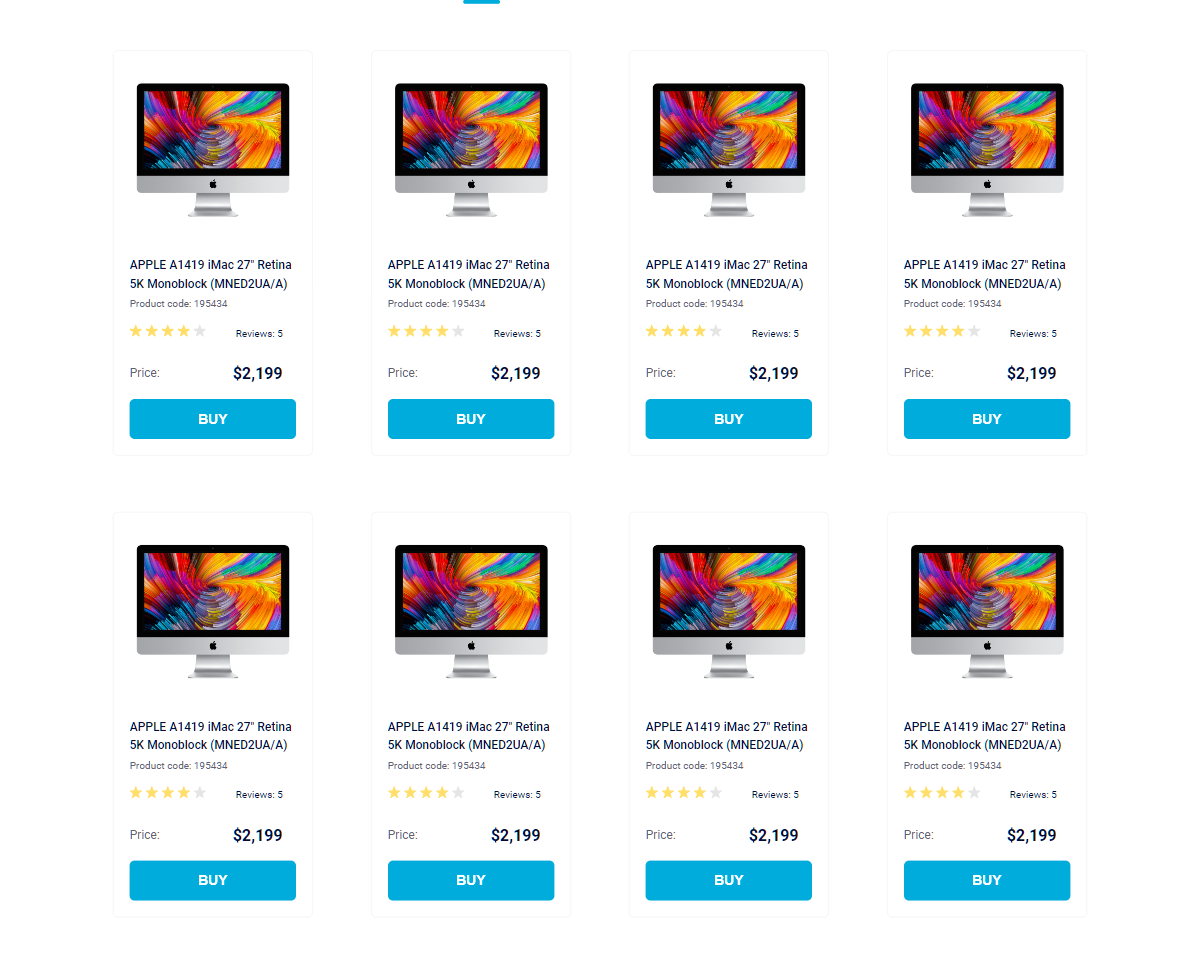 APPLE A1419 iMac 27" Retina
5K Monoblock (MNED2UA/A)
Product code: 195434
Reviews: 5
Price: $2,199
BUY
APPLE A1419 iMac 27" Retina
5K Monoblock (MNED2UA/A)
Product code: 195434
Reviews: 5
Price: $2,199
BUY
APPLE A1419 iMac 27" Retina
5K Monoblock (MNED2UA/A)
Product code: 195434
Reviews: 5
Price: $2,199
BUY
APPLE A1419 iMac 27" Retina
5K Monoblock (MNED2UA/A)
Product code: 195434
Reviews: 5
Price: $2,199
BUY
APPLE A1419 iMac 27" Retina
5K Monoblock (MNED2UA/A)
Product code: 195434
Reviews: 5
Price: $2,199
BUY
APPLE A1419 iMac 27" Retina
5K Monoblock (MNED2UA/A)
Product code: 195434
Reviews: 5
Price: $2,199
BUY
APPLE A1419 iMac 27" Retina
5K Monoblock (MNED2UA/A)
Product code: 195434
Reviews: 5
Price: $2,199
BUY
APPLE A1419 iMac 27" Retina
5K Monoblock (MNED2UA/A)
Product code: 195434
Reviews: 5
Price: $2,199
BUY